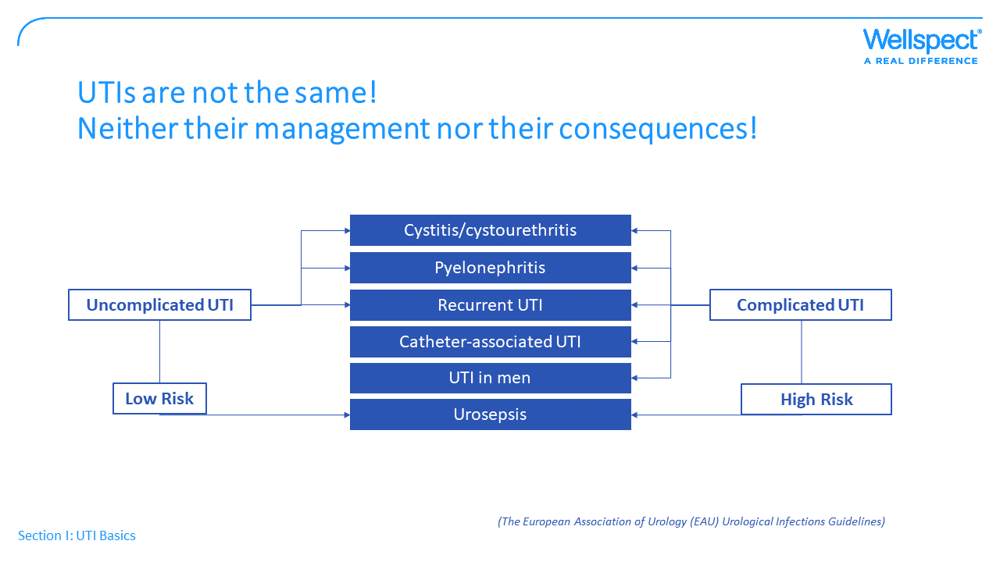 Wellspect®
A REAL DIFFERENCE
UTIs are not the same!
Neither their management nor their consequences!
Cystitis/cystourethritis
Pyelonephritis
Uncomplicated UTI
Recurrent UTI
Complicated UTI
Catheter-associated UTI
UTI in men
Low Risk
High Risk
Urosepsis
(The European Association of Urology (EAU) Urological Infections Guidelines)
Section I: UTI Basics